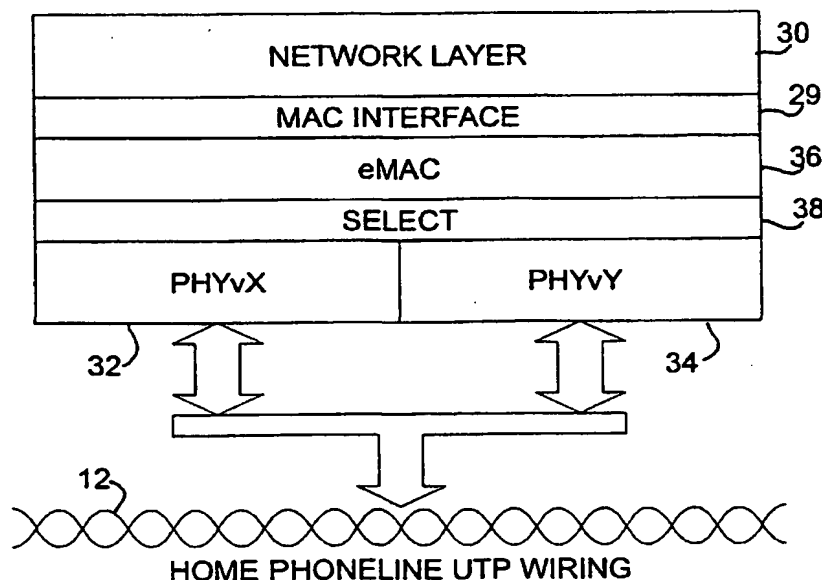 NETWORK LAYER
30
MAC INTERFACE
29
eMAC
36
SELECT
38
PHYvX
PHYvY
32
34
12
HOME PHONELINE UTP WIRING